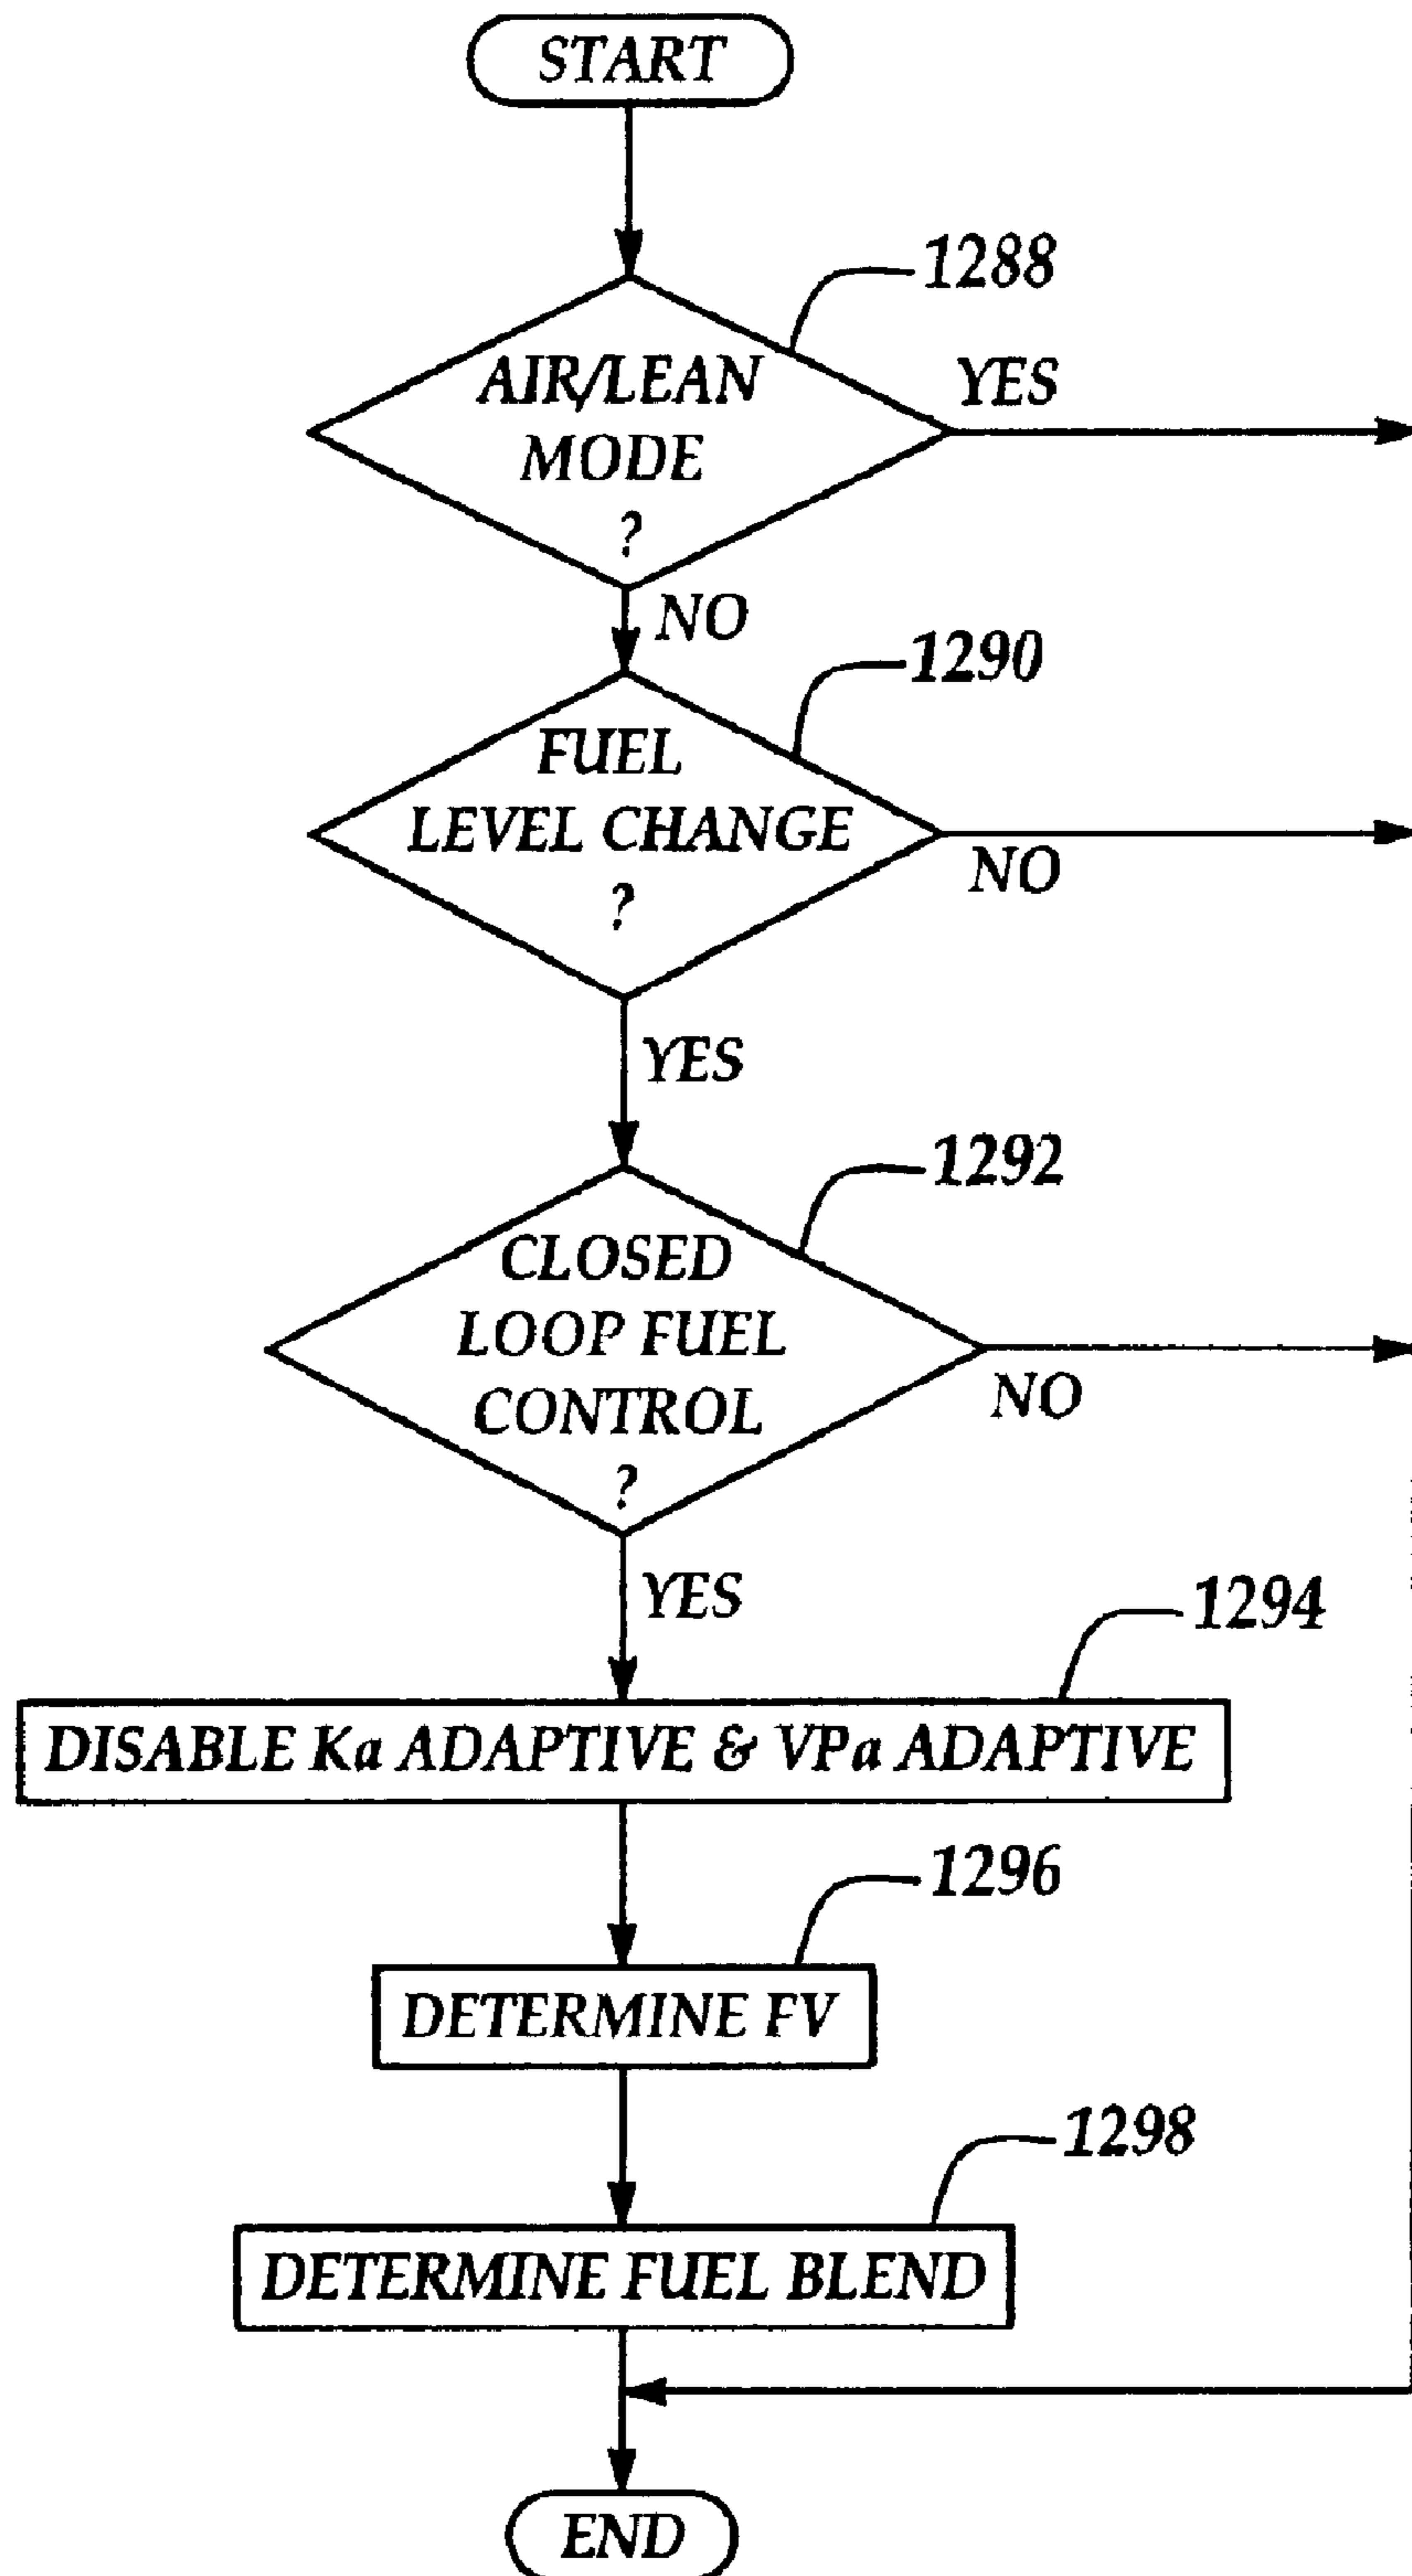 START
1288
AIR/LEAN
MODE
?
YES
NO
1290
FUEL
LEVEL CHANGE
?
NO
YES
1292
CLOSED
LOOP FUEL
CONTROL
?
NO
YES
1294
DISABLE Ka ADAPTIVE & VPa ADAPTIVE
1296
DETERMINE FV
1298
DETERMINE FUEL BLEND
END